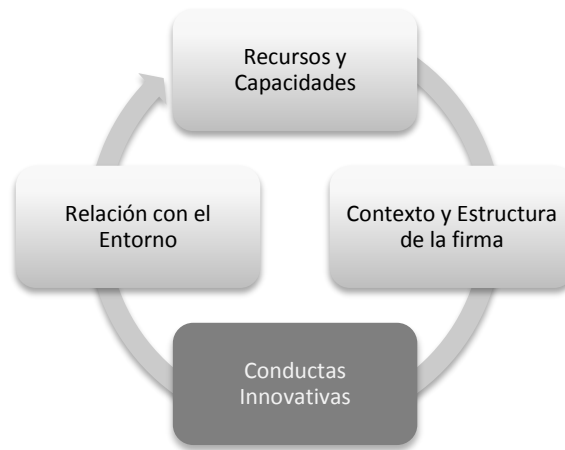 Recursos y
Capacidades
Relación con el
Entorno
Contexto y Estructura
de la firma
Conductas
Innovativas